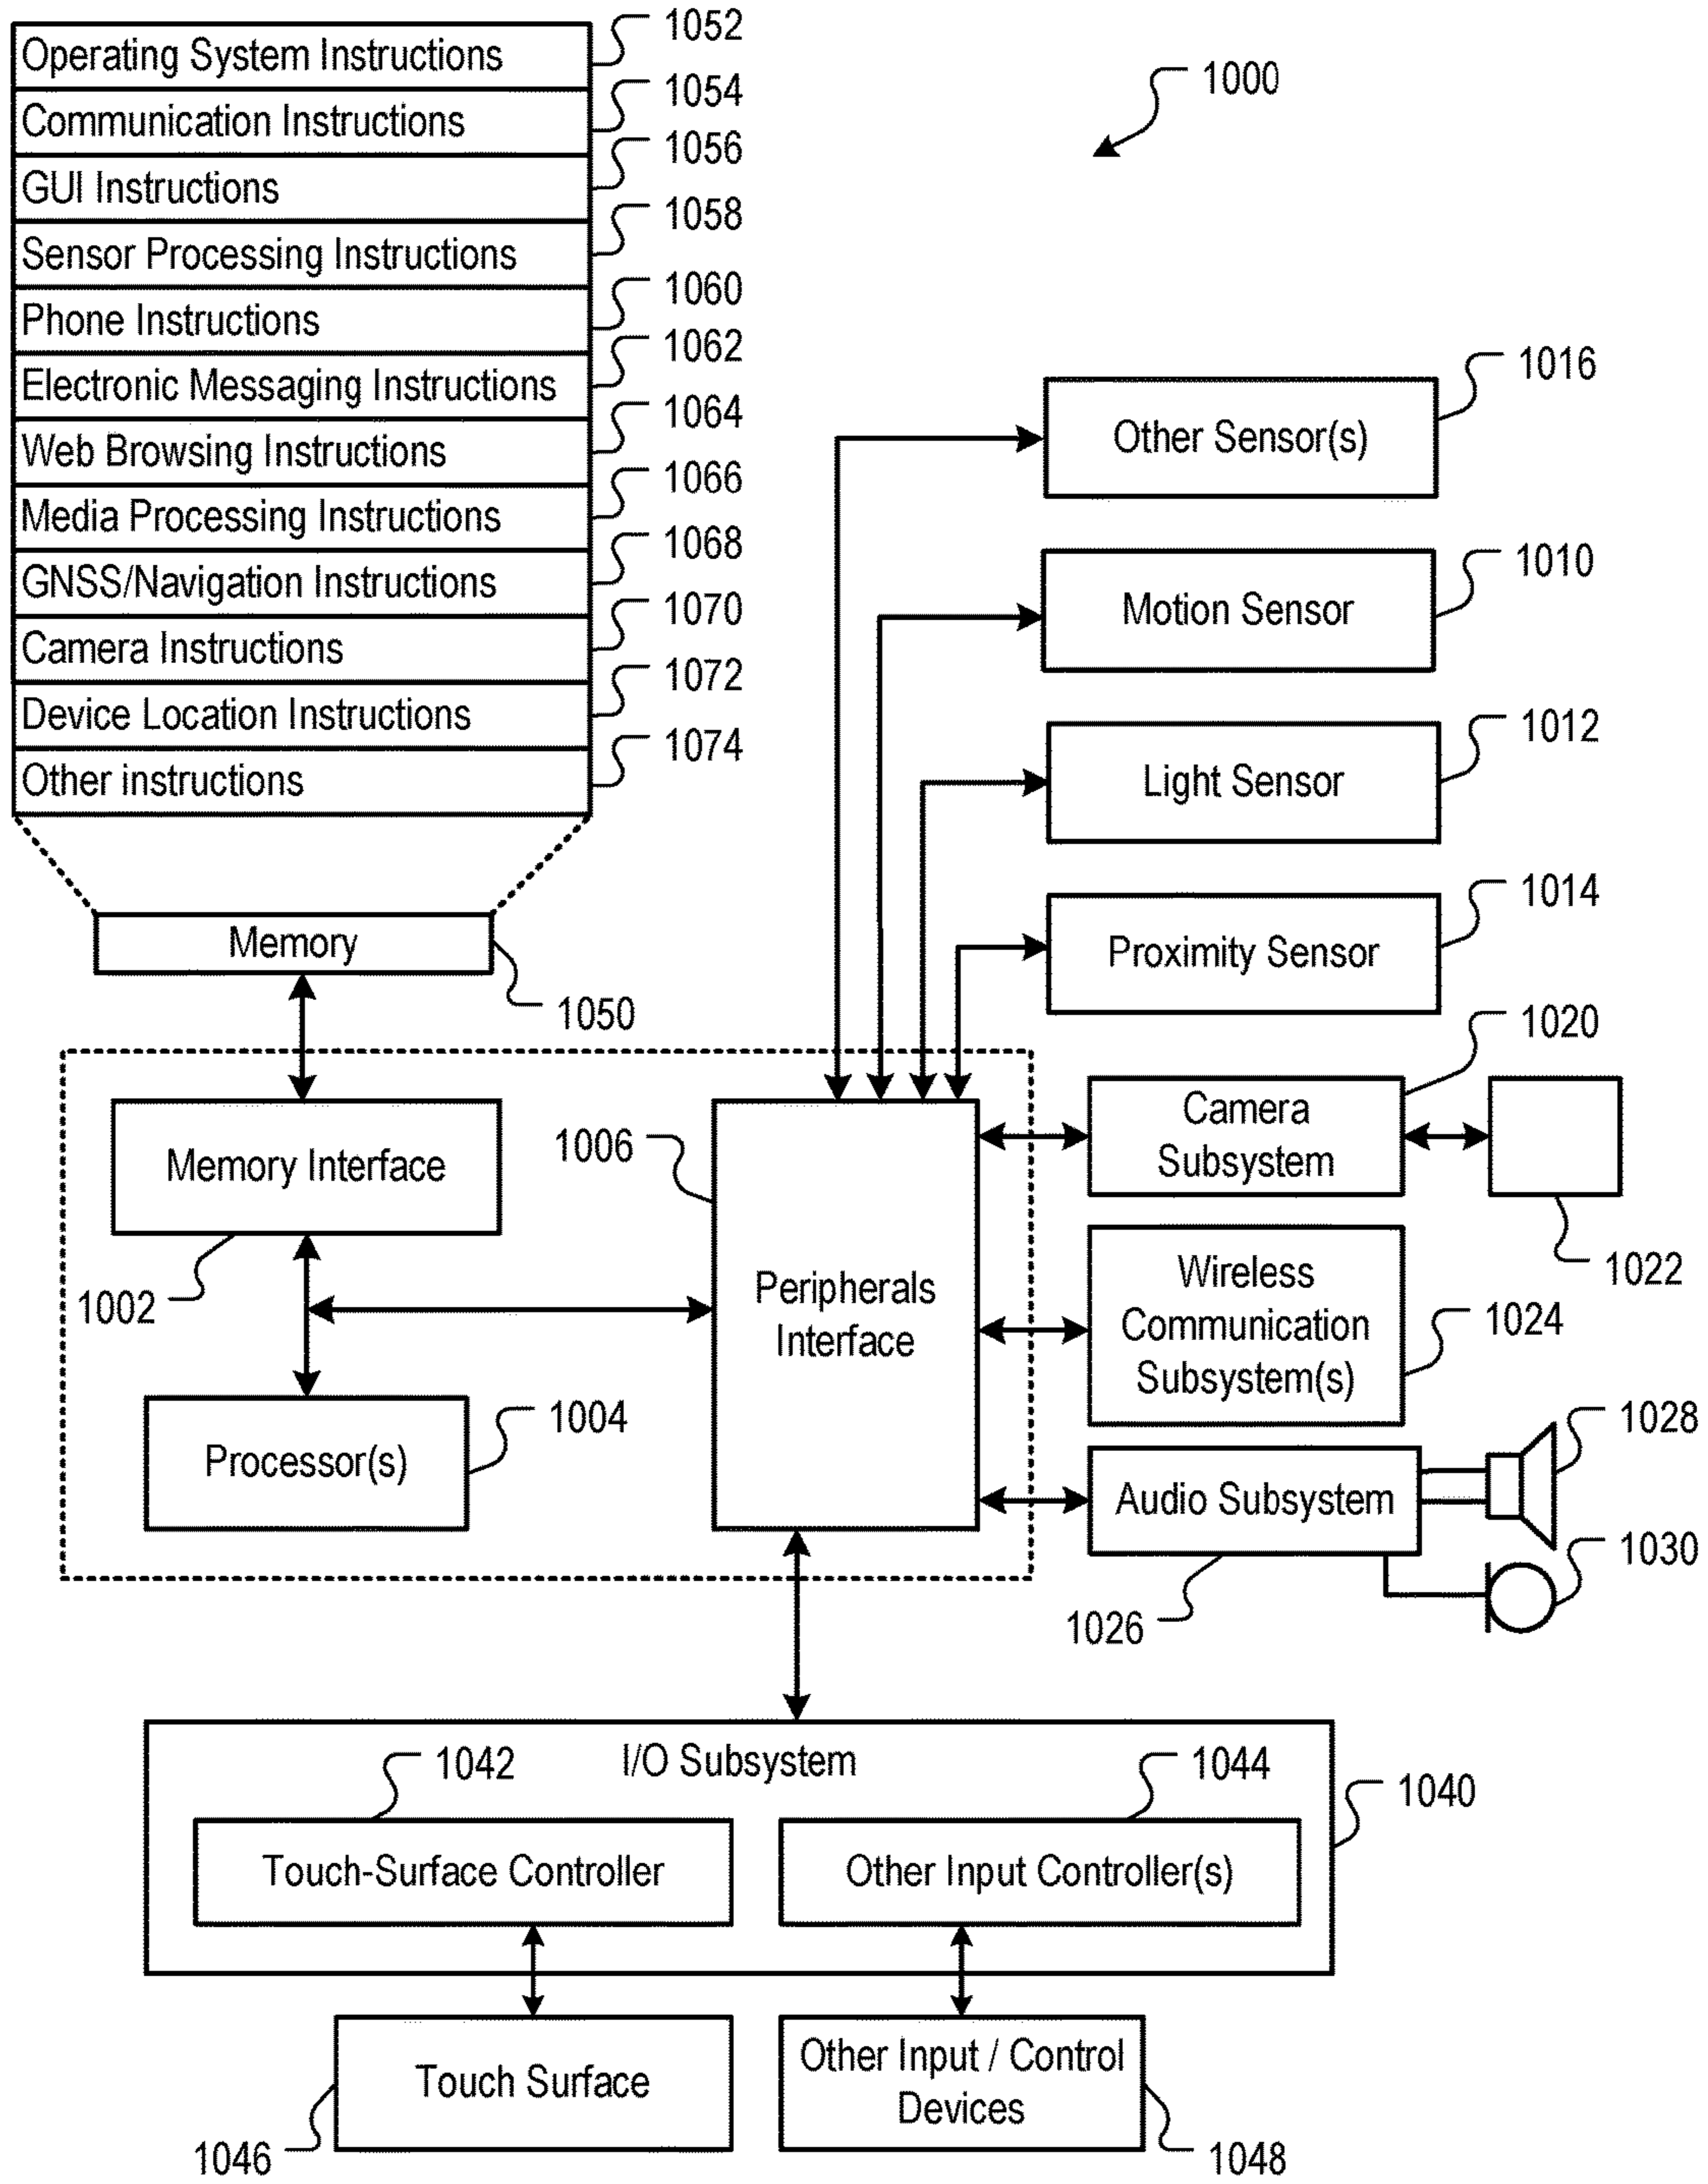 Operating System Instructions
1052
Communication Instructions
1054
GUI Instructions
1056
Sensor Processing Instructions
1058
Phone Instructions
1060
Electronic Messaging Instructions
1062
Web Browsing Instructions
1064
Media Processing Instructions
1066
GNSS/Navigation Instructions
1068
Camera Instructions
1070
Device Location Instructions
1072
Other instructions
1074
1000
Other Sensor(s)
1016
Motion Sensor
1010
Light Sensor
1012
Proximity Sensor
1014
Memory
1050
Memory Interface
1002
Processor(s)
1004
1006
Peripherals
Interface
Camera
Subsystem
1020
1022
Wireless
Communication
Subsystem(s)
1024
Audio Subsystem
1026
1028
1030
I/O Subsystem
1040
1042
Touch-Surface Controller
1044
Other Input Controller(s)
Touch Surface
1046
Other Input / Control
Devices
1048